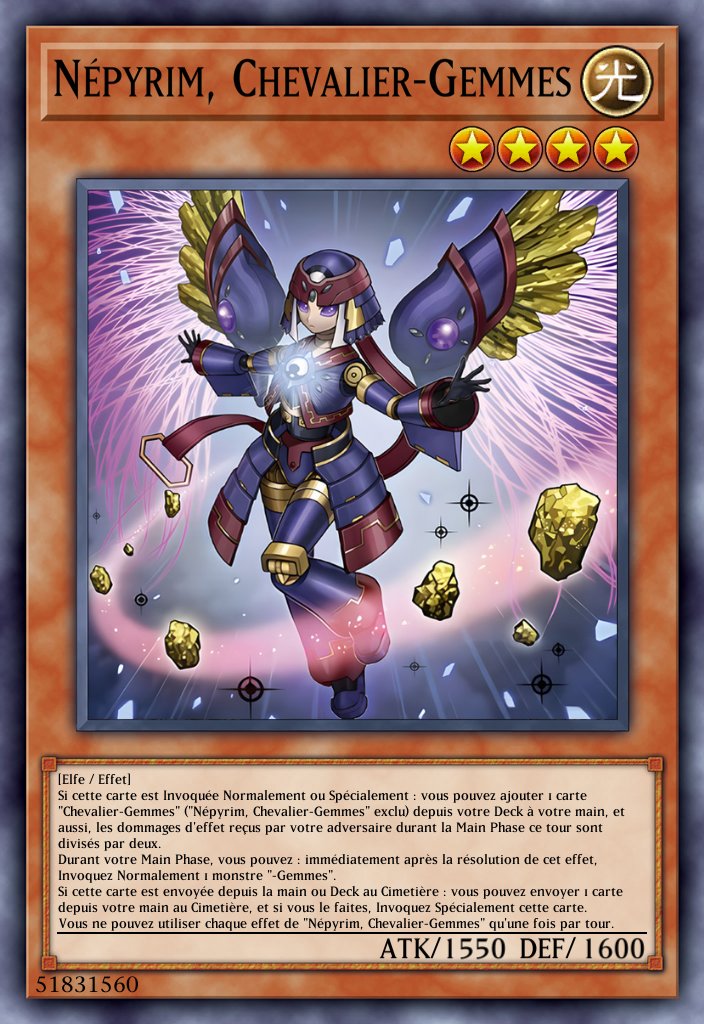 Népyrim, Chevalier-Gemmes
光
[Elfe / Effet]
Si cette carte est Invoquée Normalement ou Spécialement : vous pouvez ajouter 1 carte
"Chevalier-Gemmes" ("Népyrim, Chevalier-Gemmes" exclu) depuis votre Deck à votre main, et
aussi, les dommages d'effet reçus par votre adversaire durant la Main Phase ce tour sont
divisés par deux.
Durant votre Main Phase, vous pouvez : immédiatement après la résolution de cet effet,
Invoquez Normalement 1 monstre "-Gemmes".
Si cette carte est envoyée depuis la main ou Deck au Cimetière : vous pouvez envoyer 1 carte
depuis votre main au Cimetière, et si vous le faites, Invoquez Spécialement cette carte.
Vous ne pouvez utiliser chaque effet de "Népyrim, Chevalier-Gemmes" qu'une fois par tour.
ATK/1550 DEF/ 1600
51831560